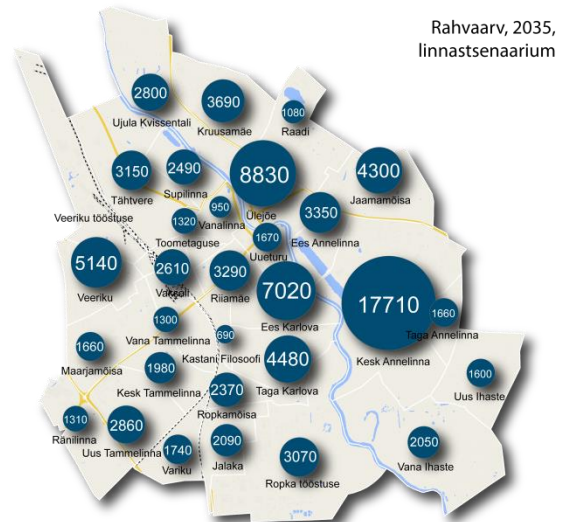 Rahvaarv, 2035,
linnastsenaarium
2800
Ujula Kvissentali
3690
Kruusamäe
1080
Raadi
3150
Tähtvere
2490
Supilinna
8830
Ülejõe
4300
Jaamamõisa
950
Vanalinna
3350
Ees Annelinna
Veeriku tööstuse
1320
Toometaguse
1670
Uueturu
5140
Veeriku
2610
Vaksali
3290
Riiamäe
7020
Ees Karlova
17710
Kesk Annelinna
1660
Taga Annelinna
1300
Vana Tammelinna
690
Kastani Filosoofi
1660
Maarjamõisa
1980
Kesk Tammelinna
4480
Taga Karlova
1600
Uus Ihaste
2370
Ropkamõisa
1310
Ränilinna
2860
Uus Tammelinna
1740
Variku
2090
Jalaka
3070
Ropka tööstuse
2050
Vana Ihaste